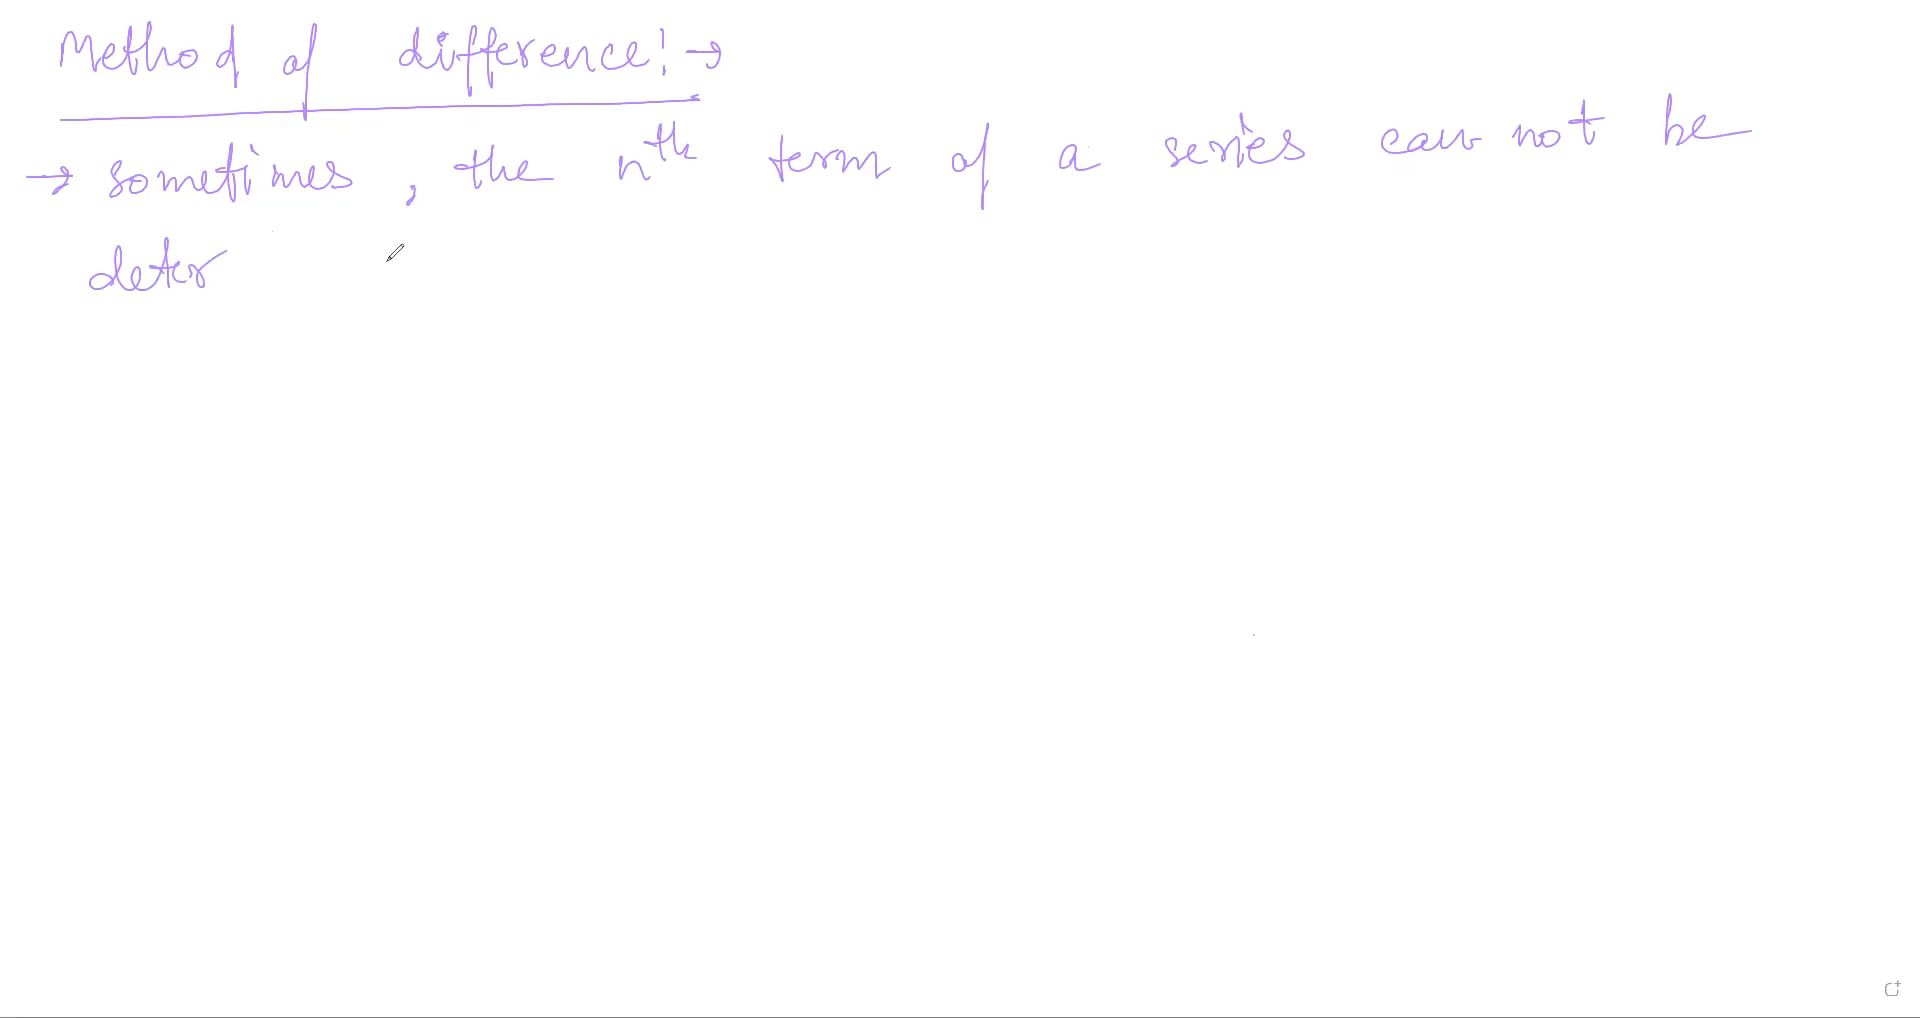 Method of difference:→
→ sometimes, the nth term of a series can not be
deter